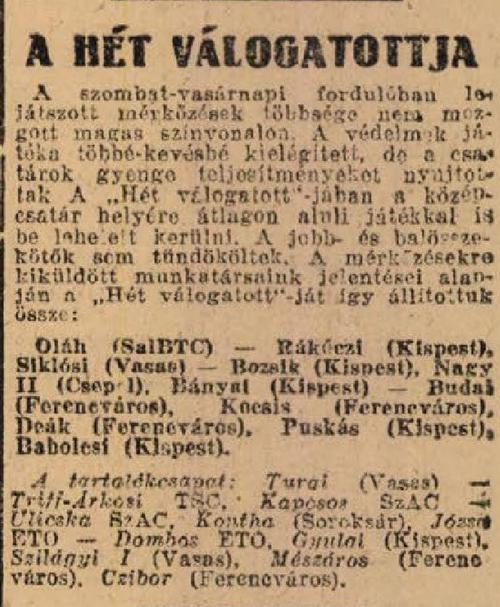 A HÉT VÁLOGATOTTJA
A szombat-vasárnapi fordulóban le-
játszott mérkőzések többsége nem moz-
gott magas színvonalon. A védelmek já-
téka többé-kevésbé kielégített, de a csa-
tárok gyenge teljesítményeket nyujtot-
tak A „Hét válogatott"-jában a közép-
csatár helyére átlagon aluli játékkal is
be lehetett kerülni. A jobb- és balössze-
kötők sem tündököltek. A mérkőzésekre
kiküldött munkatársaink jelentései alap-
ján a „Hét válogatott"-ját így állítottuk
össze:
Oláh (SalBTC) — Rákóczi (Kispest),
Siklósi (Vasas) — Bozsik (Kispest), Nagy
II (Csepel), Bányai (Kispest) — Budai
(Ferencváros), Kocsis (Ferencváros),
Deák (Ferencváros), Puskás (Kispest),
Babolcsi (Kispest).
A tartalékcsapat: Turai (Vasas) —
TSC, Kapcsos SzAC —
Ulicska SzAC, Kontha (Soroksár), Józsa
ETO — Dombos ETO, Gyulai (Kispest),
Szilágyi I (Vasas), Mészáros (Ferenc-
város), Czibor (Ferencváros).